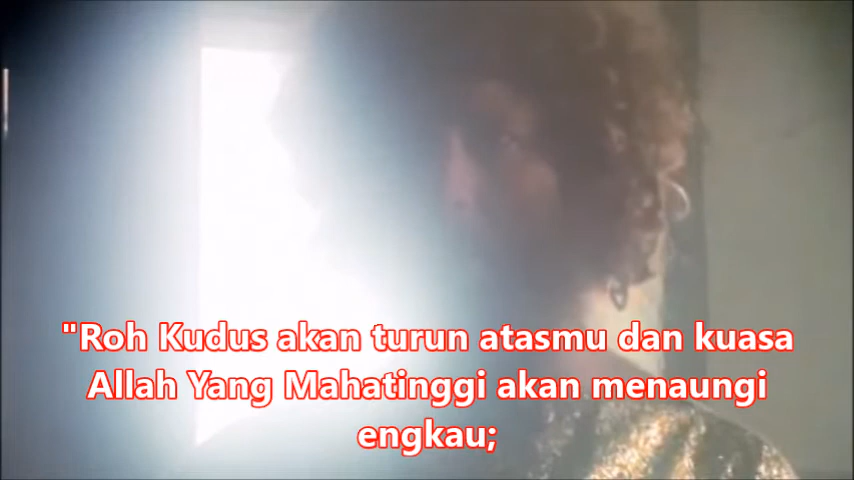 "Roh Kudus akan turun atasmu dan kuasa
Allah Yang Mahatinggi akan menaungi
engkau;